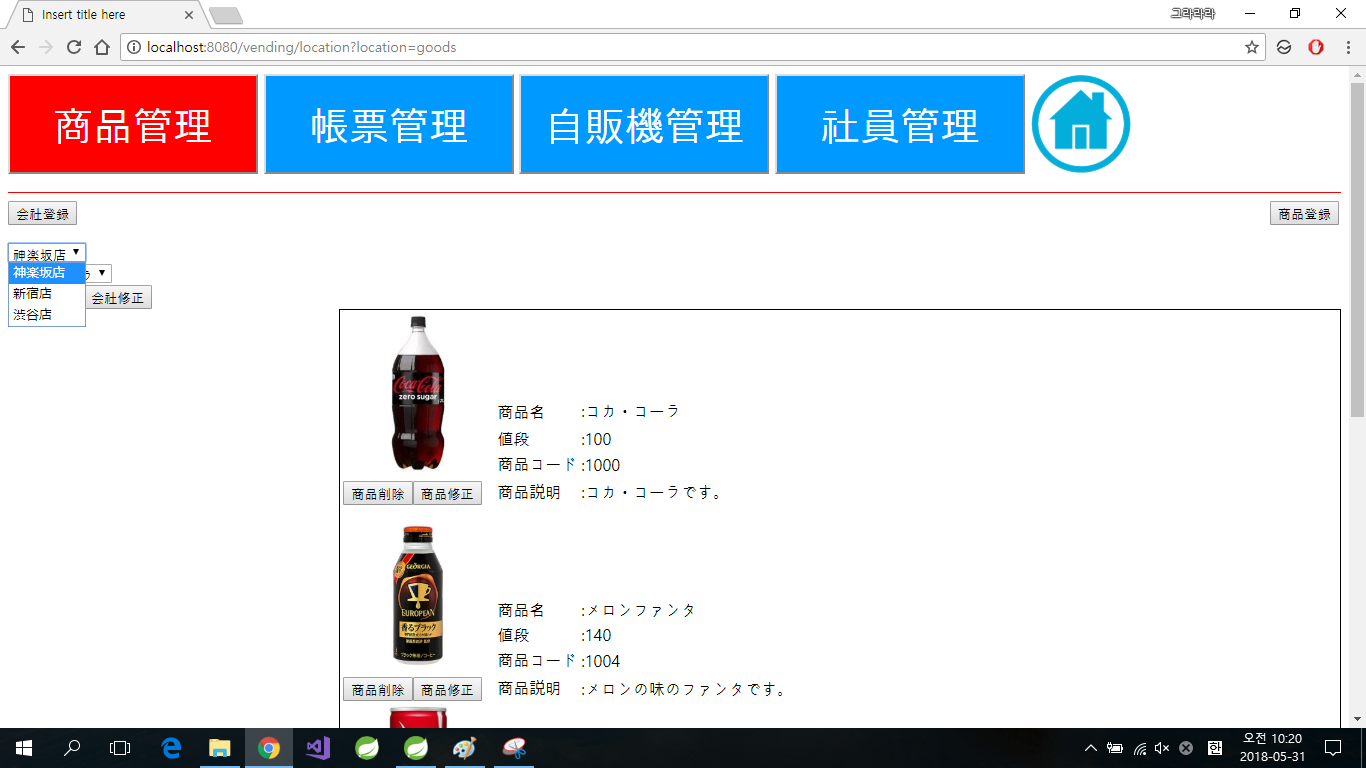 Insert title here
그라라라
localhost:8080/vending/location?location=goods
商品管理 帳票管理 自販機管理 社員管理
会社登録 商品登録
神楽坂店
神楽坂店
新宿店
渋谷店
会社修正
Coca-Cola
zero sugar
商品名 :コカ・コーラ
値段 :100
商品コード :1000
商品削除 商品修正 商品説明 :コカ・コーラです。
GEORGIA
EUROPEAN
香るブラック
商品名 :メロンファンタ
値段 :140
商品コード :1004
商品削除 商品修正 商品説明 :メロンの味のファンタです。
한 오전 10:20
2018-05-31